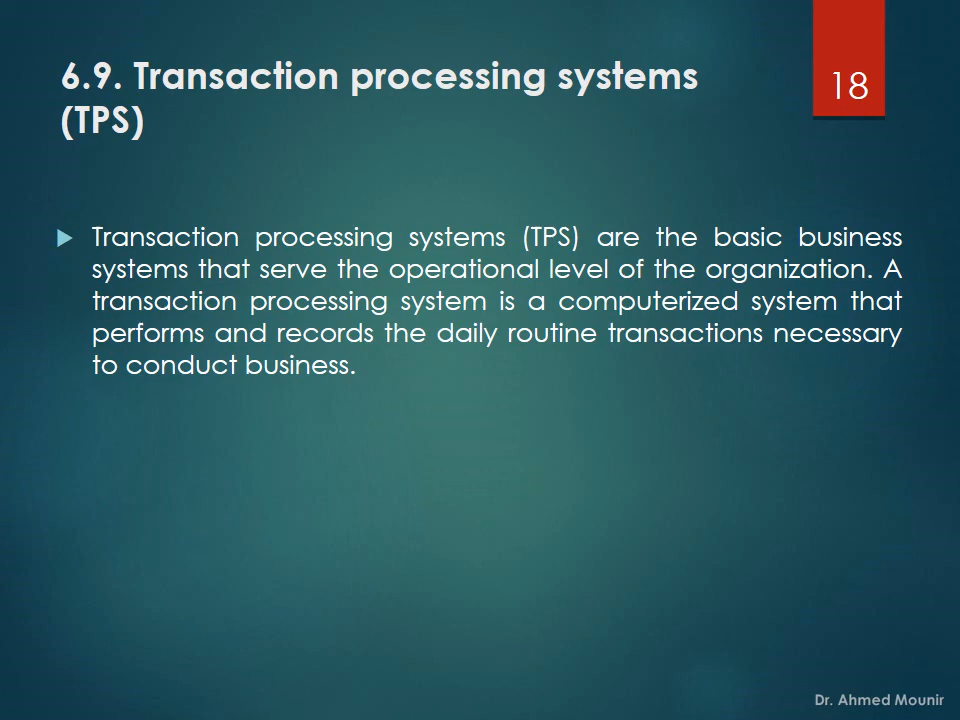 6.9. Transaction processing systems
(TPS)
18
Transaction processing systems (TPS) are the basic business
systems that serve the operational level of the organization. A
transaction processing system is a computerized system that
performs and records the daily routine transactions necessary
to conduct business.
Dr. Ahmed Mounir